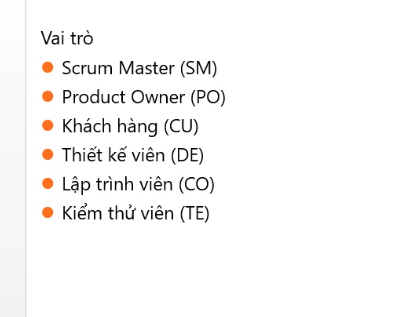 Vai trò
Scrum Master (SM)
Product Owner (PO)
Khách hàng (CU)
Thiết kế viên (DE)
Lập trình viên (CO)
Kiểm thử viên (TE)